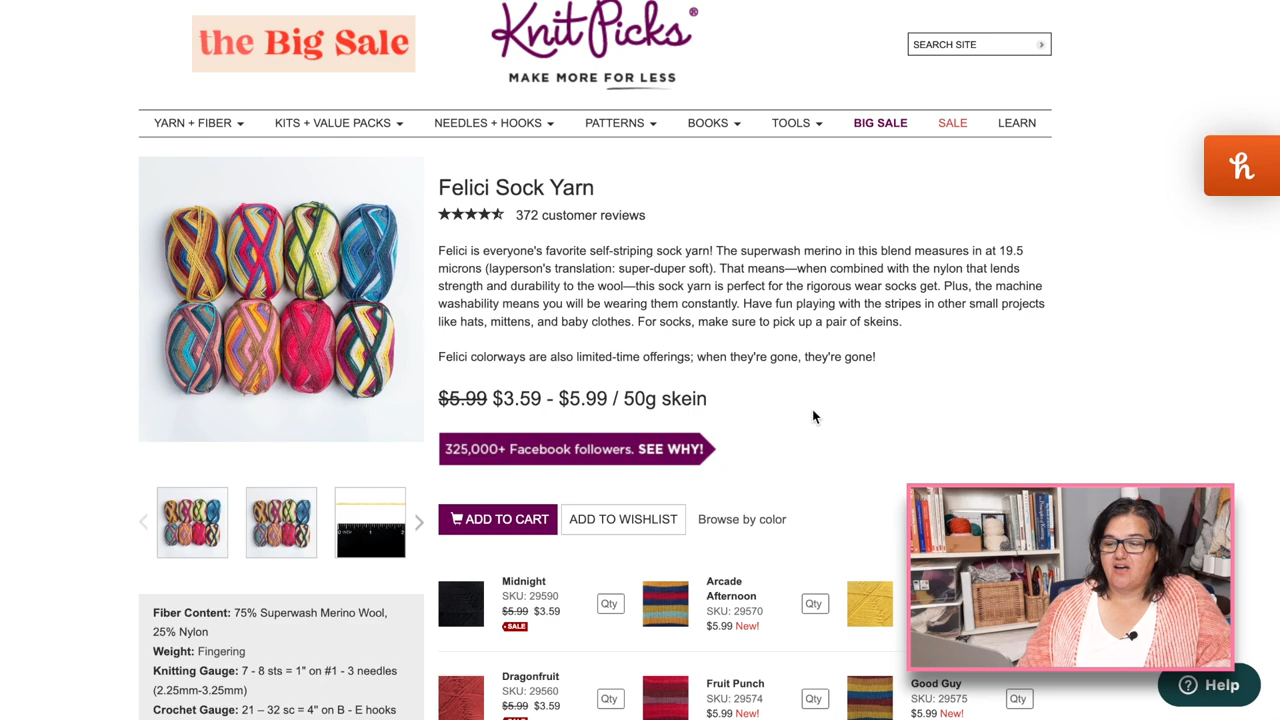 the Big Sale
KnitPicks®
MAKE MORE FOR LESS
SEARCH SITE
YARN + FIBER KITS + VALUE PACKS NEEDLES + HOOKS PATTERNS BOOKS TOOLS BIG SALE SALE LEARN
Felici Sock Yarn
372 customer reviews
Felici is everyone's favorite self-striping sock yarn! The superwash merino in this blend measures in at 19.5
microns (layperson's translation: super-duper soft). That means—when combined with the nylon that lends
strength and durability to the wool—this sock yarn is perfect for the rigorous wear socks get. Plus, the machine
washability means you will be wearing them constantly. Have fun playing with the stripes in other small projects
like hats, mittens, and baby clothes. For socks, make sure to pick up a pair of skeins.
Felici colorways are also limited-time offerings; when they're gone, they're gone!
$5.99 $3.59 - $5.99 / 50g skein
325,000+ Facebook followers. SEE WHY!
ADD TO CART ADD TO WISHLIST Browse by color
Fiber Content: 75% Superwash Merino Wool,
25% Nylon
Weight: Fingering
Knitting Gauge: 7 - 8 sts = 1" on #1 - 3 needles
(2.25mm-3.25mm)
Crochet Gauge: 21 – 32 sc = 4" on B - E hooks
Midnight
SKU: 29590
$5.99 $3.59
SALE
Qty
Arcade
Afternoon
SKU: 29570
$5.99 New!
Qty
Dragonfruit
SKU: 29560
$5.99 $3.59
Qty
Fruit Punch
SKU: 29574
$5.99 New!
Qty
Good Guy
SKU: 29575
$5.99 New!
Qty
Help